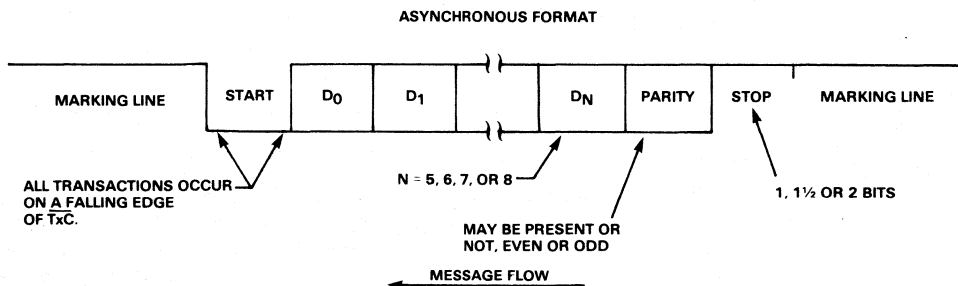 ASYNCHRONOUS FORMAT
MARKING LINE
START
D0
D1
DN
PARITY
STOP
MARKING LINE
ALL TRANSACTIONS OCCUR
ON A FALLING EDGE
OF T̅x̅C̅.
N = 5, 6, 7, OR 8
MAY BE PRESENT OR
NOT, EVEN OR ODD
1, 1½ OR 2 BITS
MESSAGE FLOW